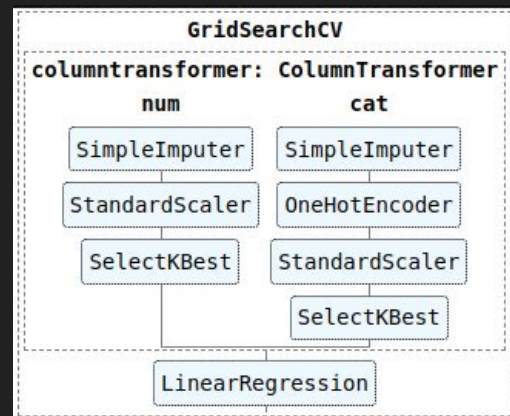 GridSearchCV
columntransformer: ColumnTransformer
num cat
SimpleImputer SimpleImputer
StandardScaler OneHotEncoder
SelectKBest StandardScaler
SelectKBest
LinearRegression